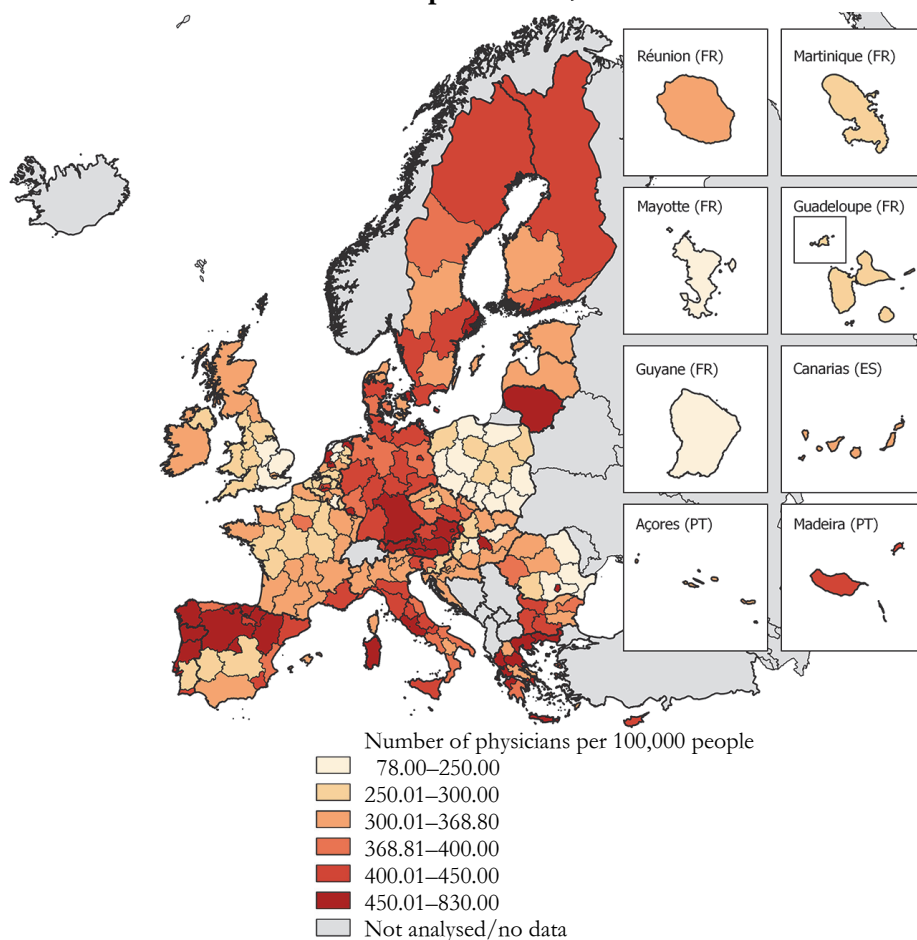 Réunion (FR)
Martinique (FR)
Mayotte (FR)
Guadeloupe (FR)
Guyane (FR)
Canarias (ES)
Açores (PT)
Madeira (PT)
Number of physicians per 100,000 people
78.00–250.00
250.01–300.00
300.01–368.80
368.81–400.00
400.01–450.00
450.01–830.00
Not analysed/no data